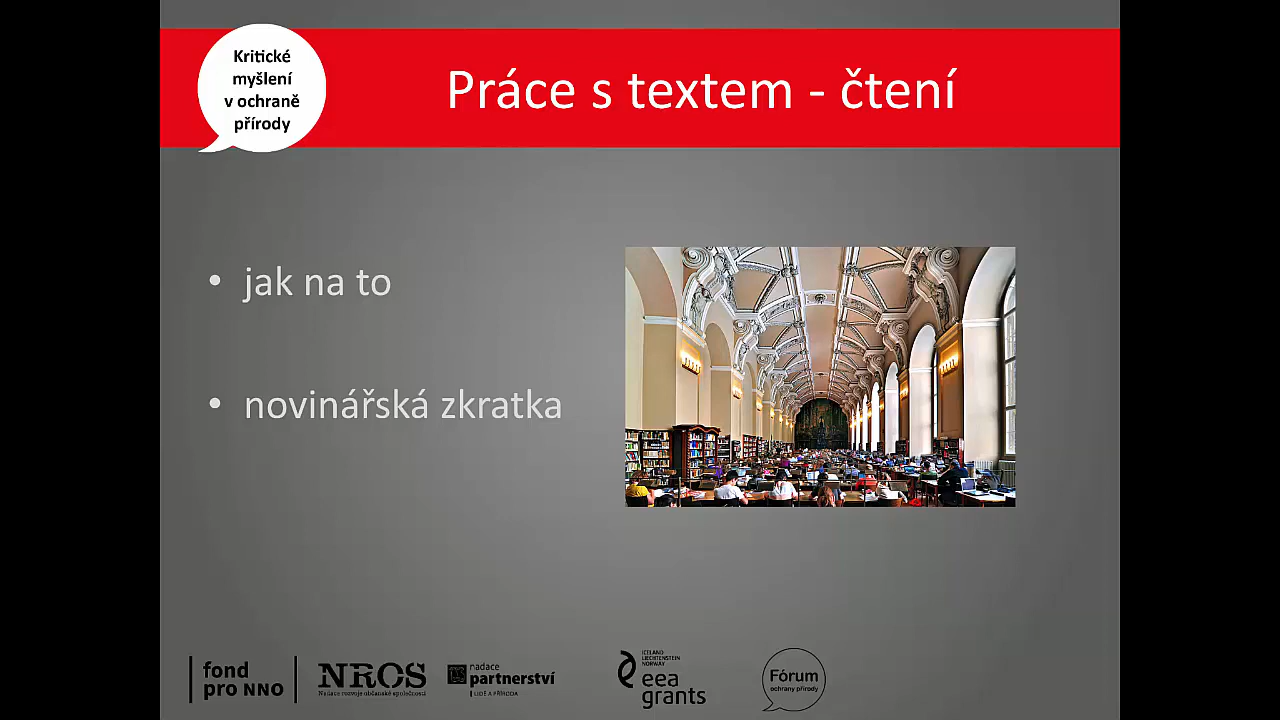 Kritické
myšlení
v ochraně
přírody
Práce s textem - čtení
• jak na to
• novinářská zkratka
fond
pro NNO
NROS
Nadace rozvoje občanské společnosti
nadace
partnerství
LIDÉ A PŘÍRODA
ICELAND
LIECHTENSTEIN
NORWAY
eea
grants
Fórum
ochrany přírody